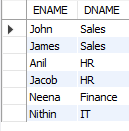 ENAME DNAME
John Sales
James Sales
Anil HR
Jacob HR
Neena Finance
Nithin IT